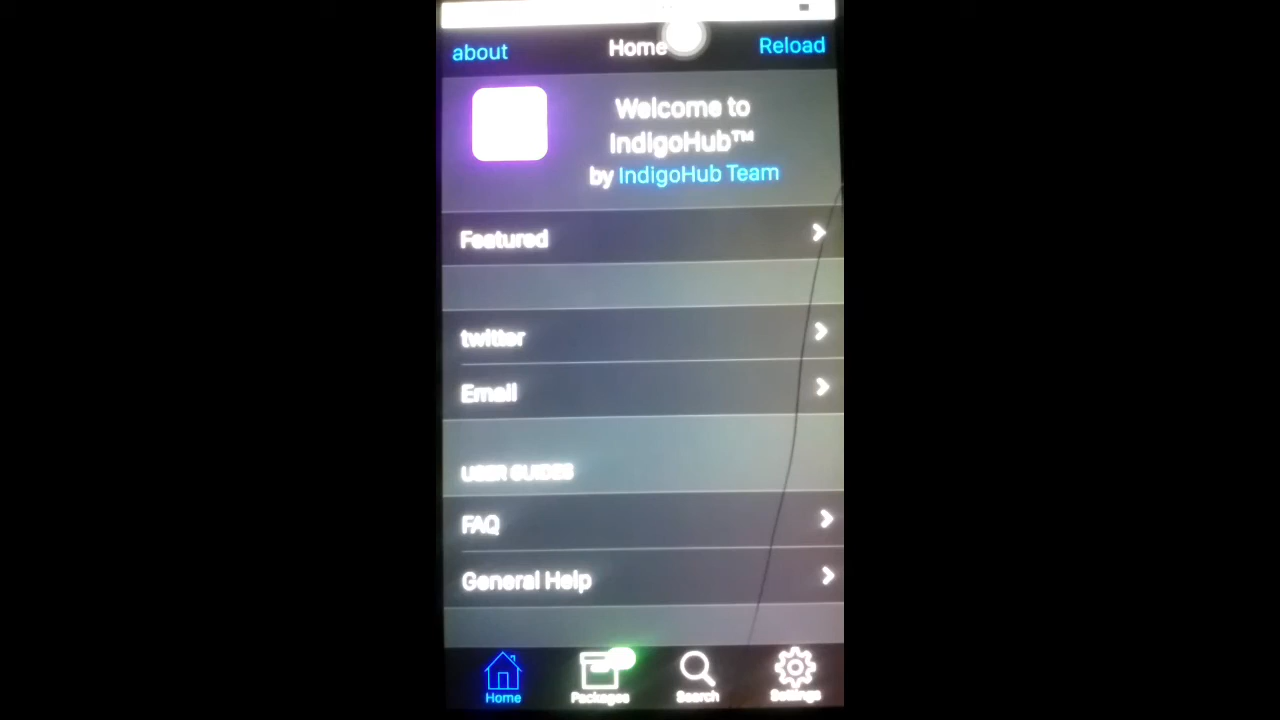 about
Home
Reload
Welcome to
IndigoHub™
by IndigoHub Team
Featured
twitter
Email
USER GUIDES
FAQ
General Help
Home
Packages
Search
Settings